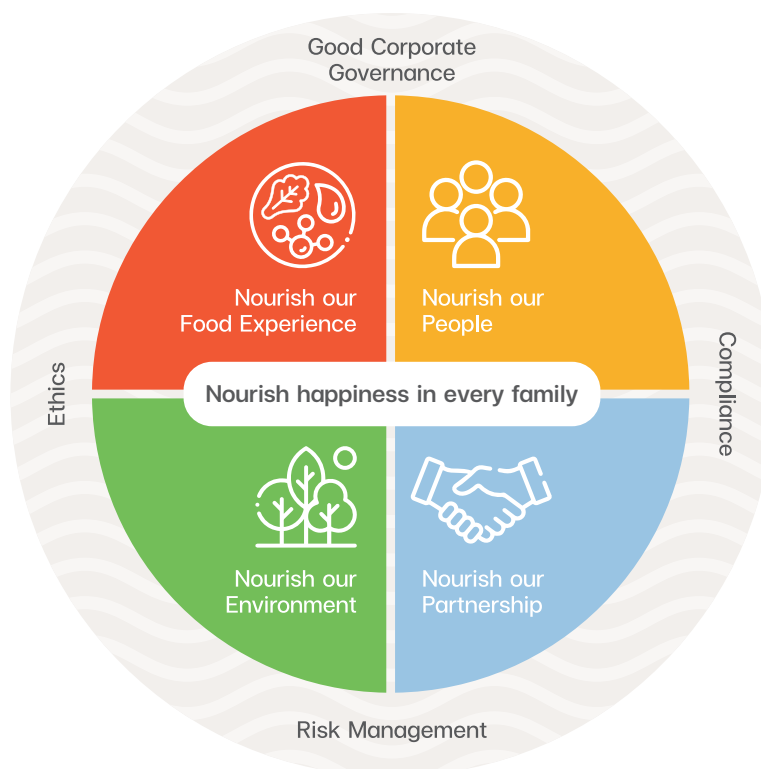 Good Corporate
Governance
Nourish our
Food Experience
Nourish our
People
Ethics
Nourish happiness in every family
Compliance
Nourish our
Environment
Nourish our
Partnership
Risk Management